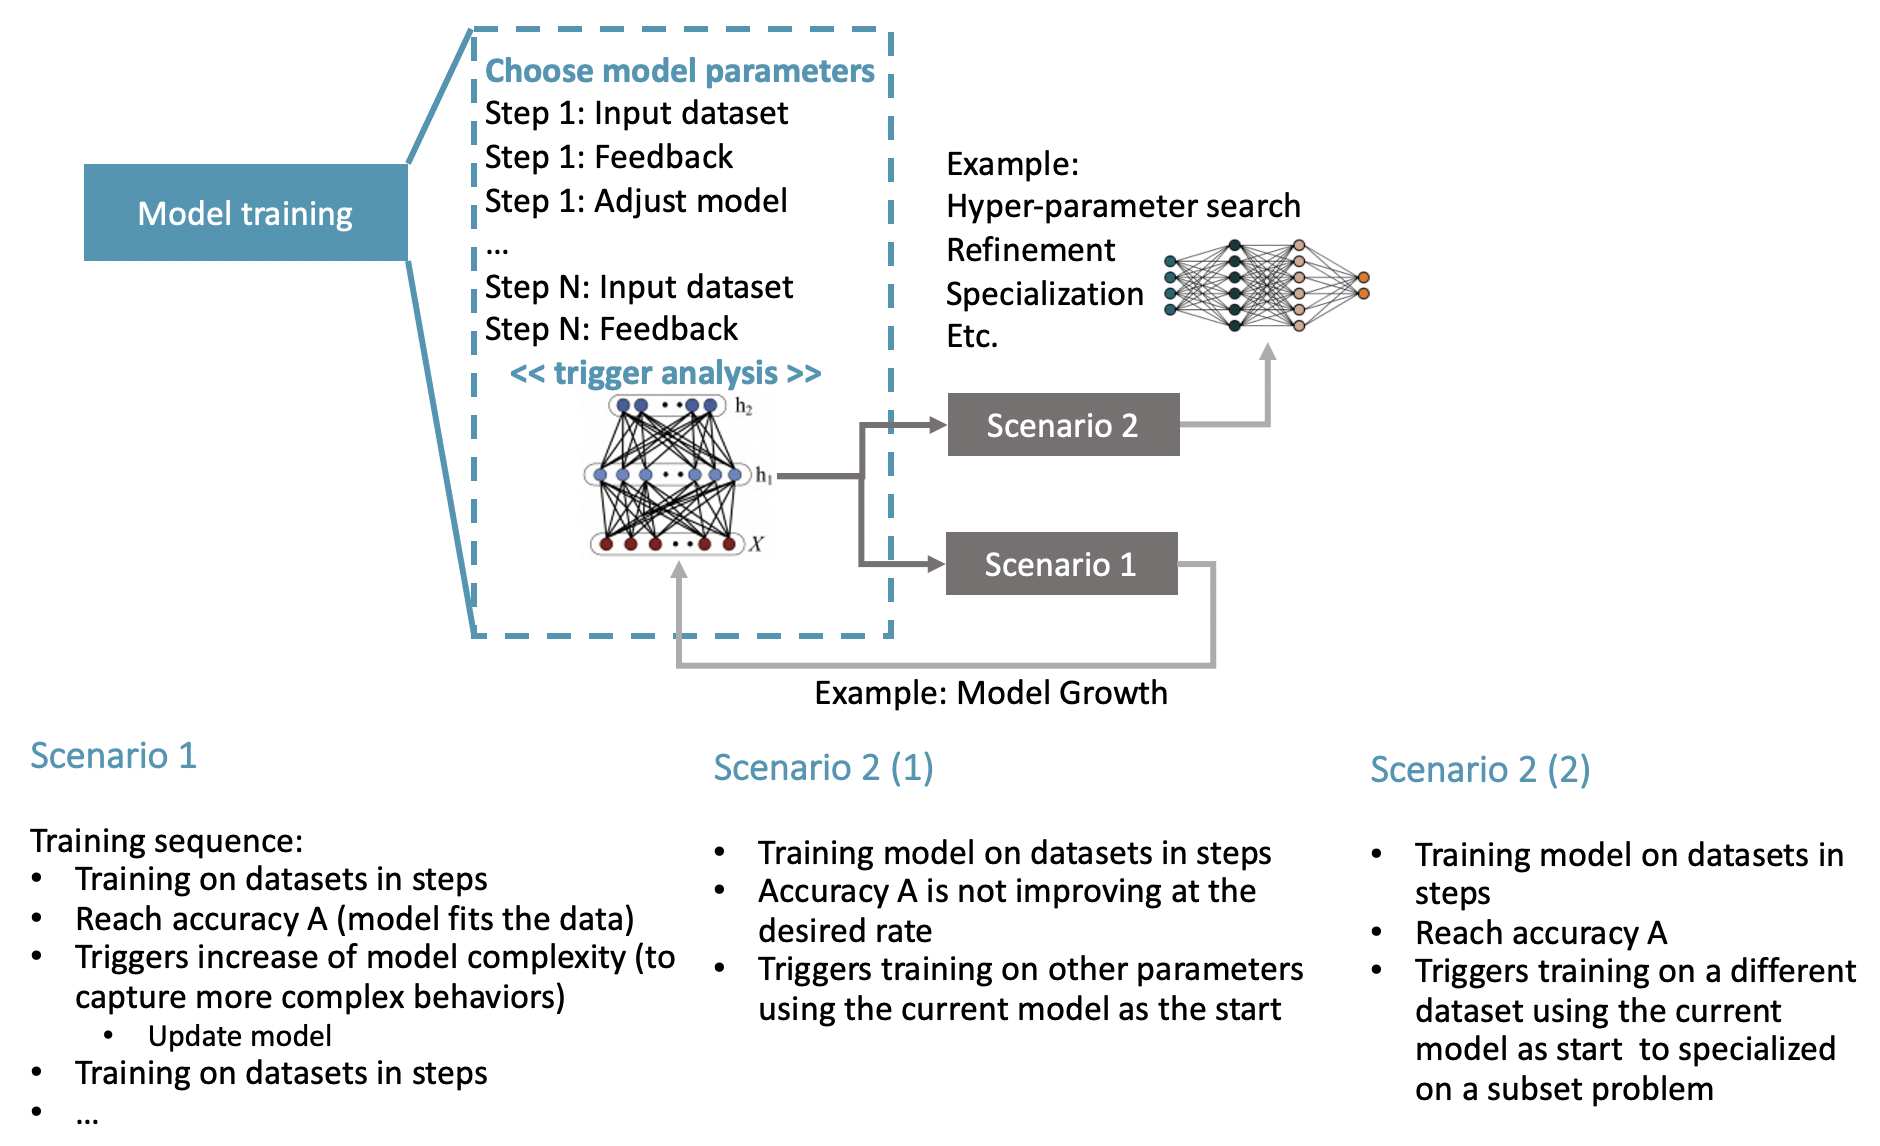 Choose model parameters
Step 1: Input dataset
Step 1: Feedback
Step 1: Adjust model
...
Step N: Input dataset
Step N: Feedback
<< trigger analysis >>
h2
h1
X
Model training
Example:
Hyper-parameter search
Refinement
Specialization
Etc.
Scenario 2
Scenario 1
Example: Model Growth
Scenario 1
Training sequence:
• Training on datasets in steps
• Reach accuracy A (model fits the data)
• Triggers increase of model complexity (to
capture more complex behaviors)
• Update model
• Training on datasets in steps
• ...
Scenario 2 (1)
• Training model on datasets in steps
• Accuracy A is not improving at the
desired rate
• Triggers training on other parameters
using the current model as the start
Scenario 2 (2)
• Training model on datasets in
steps
• Reach accuracy A
• Triggers training on a different
dataset using the current
model as start  to specialized
on a subset problem